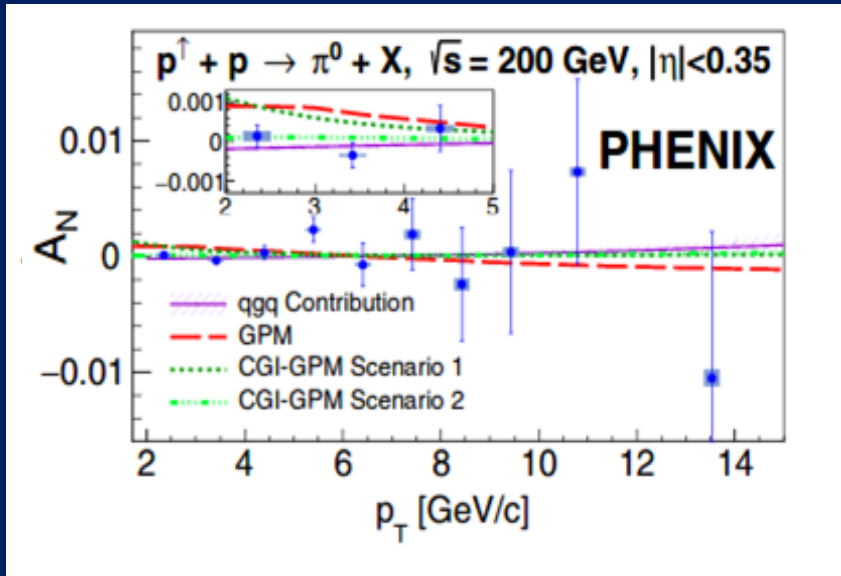 p↑ + p → π⁰ + X, √s = 200 GeV, |η|<0.35
PHENIX
0.001
0
−0.001
2 3 4 5
0.01
0
−0.01
A_N
qgq Contribution
GPM
CGI-GPM Scenario 1
CGI-GPM Scenario 2
2 4 6 8 10 12 14
p_T [GeV/c]